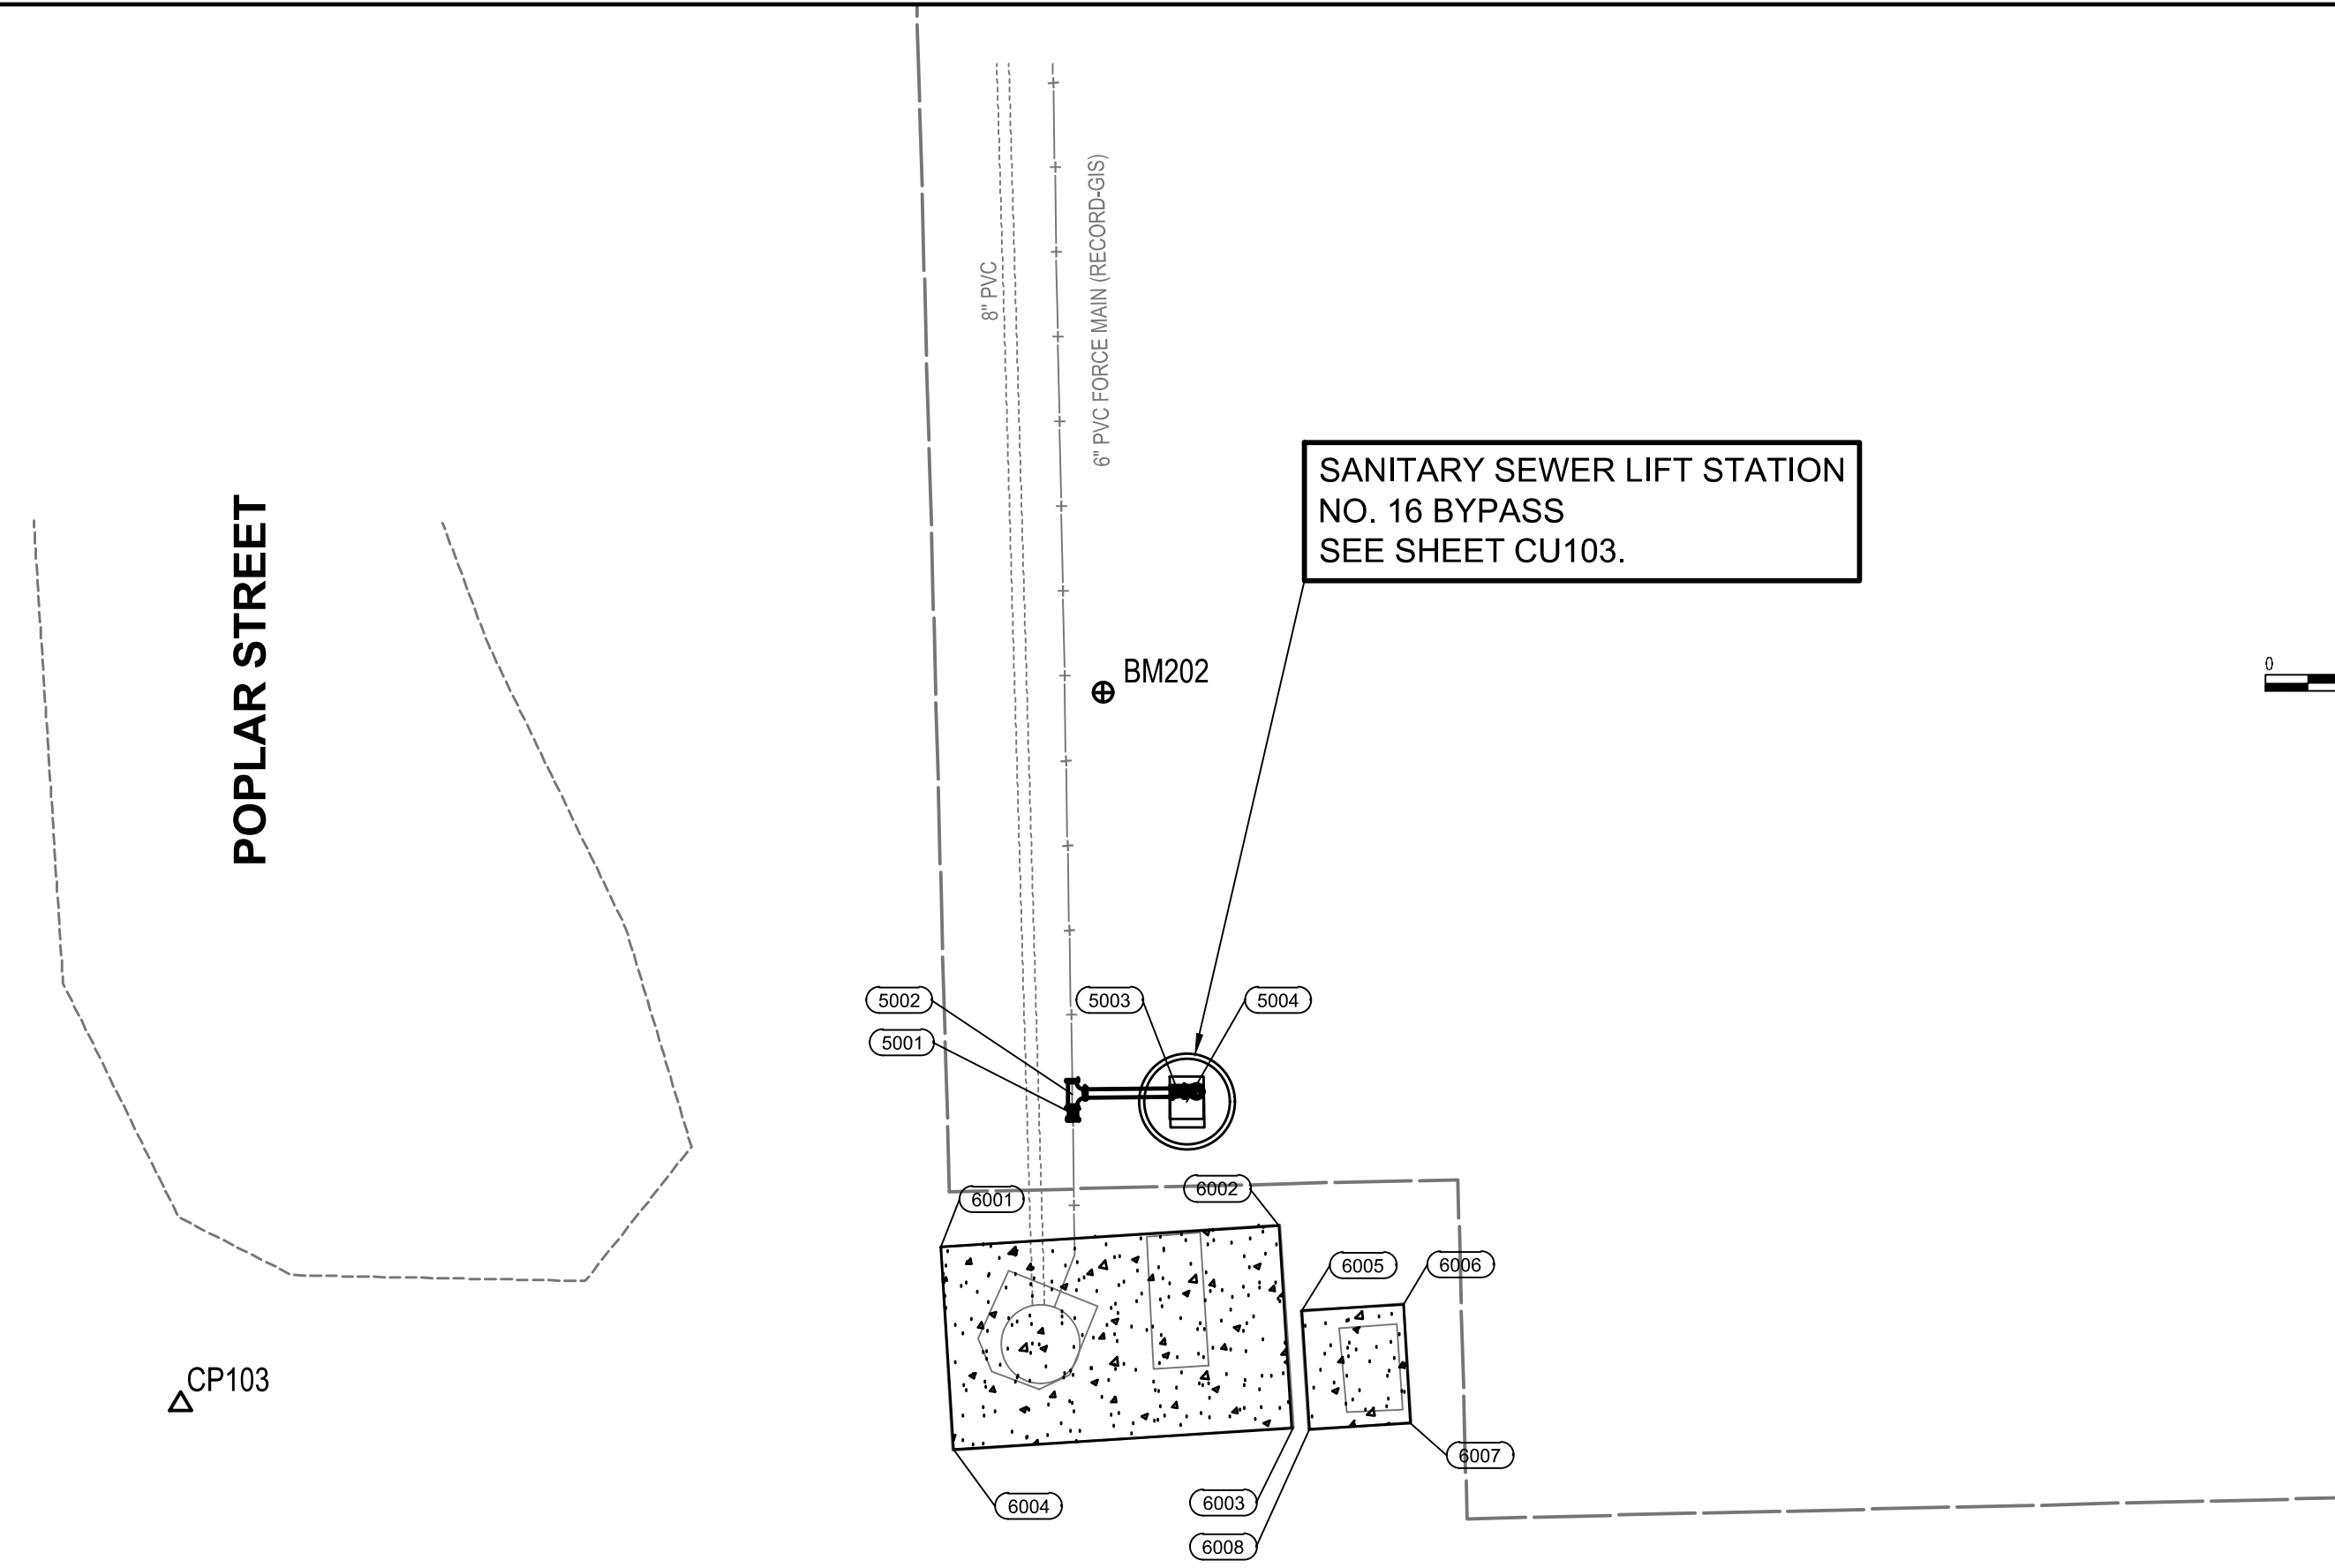 8" PVC
6" PVC FORCE MAIN (RECORD-GIS)
SANITARY SEWER LIFT STATION
NO. 16 BYPASS
SEE SHEET CU103.
POPLAR STREET
BM202
0
5002
5003
5004
5001
6001
6002
6005
6006
CP103
6007
6004
6003
6008